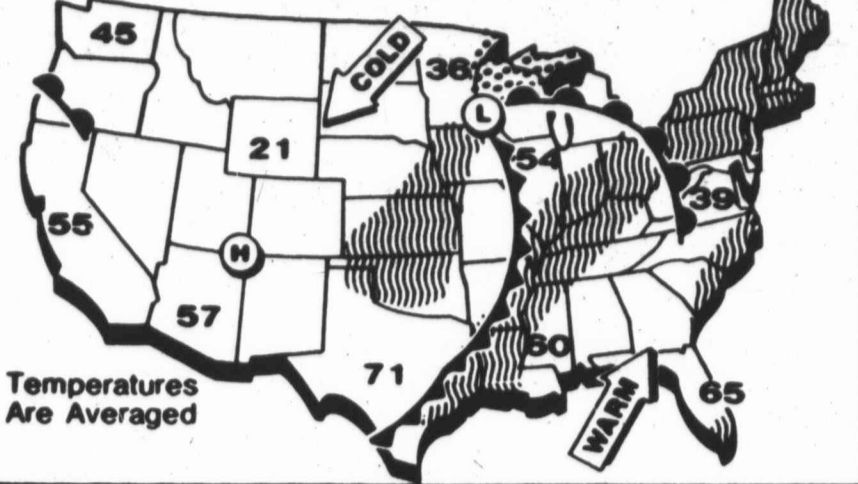 45
COLD
36
L
21
54
39
55
H
57
60
71
Temperatures
Are Averaged
65
WARM